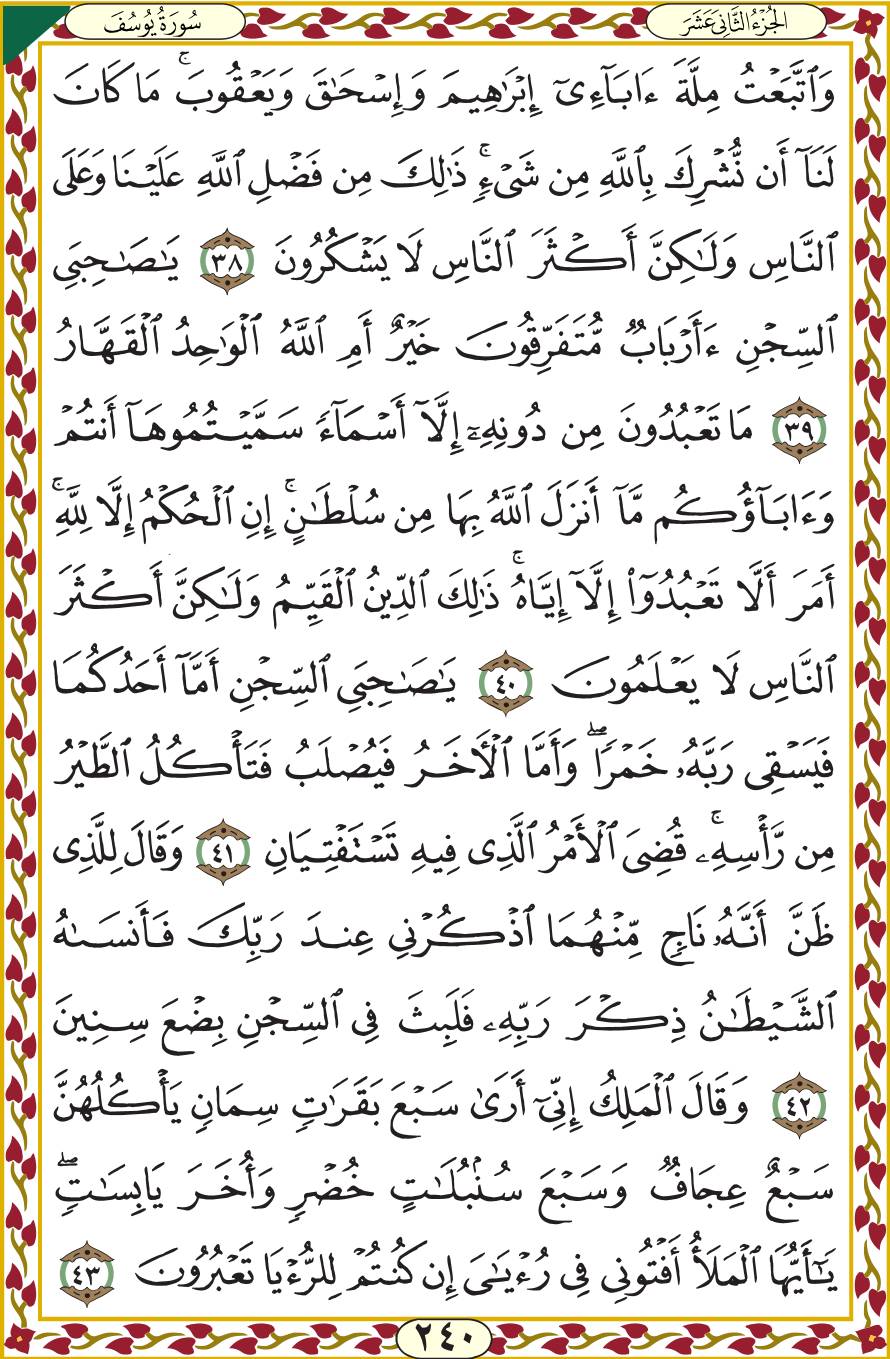 الجُزْءُ الثَّانِي عَشَرَ
سُورَةُ يُوسُفَ
وَٱتَّبَعۡتُ مِلَّةَ ءَابَآءِيٓ إِبۡرَٰهِيمَ وَإِسۡحَٰقَ وَيَعۡقُوبَۚ مَا كَانَ
لَنَآ أَن نُّشۡرِكَ بِٱللَّهِ مِن شَيۡءٖۚ ذَٰلِكَ مِن فَضۡلِ ٱللَّهِ عَلَيۡنَا وَعَلَى
ٱلنَّاسِ وَلَٰكِنَّ أَكۡثَرَ ٱلنَّاسِ لَا يَشۡكُرُونَ ٣٨ يَٰصَٰحِبَيِ
ٱلسِّجۡنِ ءَأَرۡبَابٞ مُّتَفَرِّقُونَ خَيۡرٌ أَمِ ٱللَّهُ ٱلۡوَٰحِدُ ٱلۡقَهَّارُ
٣٩ مَا تَعۡبُدُونَ مِن دُونِهِۦٓ إِلَّآ أَسۡمَآءٗ سَمَّيۡتُمُوهَآ أَنتُمۡ
وَءَابَآؤُكُم مَّآ أَنزَلَ ٱللَّهُ بِهَا مِن سُلۡطَٰنٍۚ إِنِ ٱلۡحُكۡمُ إِلَّا لِلَّهِۚ
أَمَرَ أَلَّا تَعۡبُدُوٓاْ إِلَّآ إِيَّاهُۚ ذَٰلِكَ ٱلدِّينُ ٱلۡقَيِّمُ وَلَٰكِنَّ أَكۡثَرَ
ٱلنَّاسِ لَا يَعۡلَمُونَ ٤٠ يَٰصَٰحِبَيِ ٱلسِّجۡنِ أَمَّآ أَحَدُكُمَا
فَيَسۡقِي رَبَّهُۥ خَمۡرٗاۖ وَأَمَّا ٱلۡأٓخَرُ فَيُصۡلَبُ فَتَأۡكُلُ ٱلطَّيۡرُ
مِن رَّأۡسِهِۦۚ قُضِيَ ٱلۡأَمۡرُ ٱلَّذِي فِيهِ تَسۡتَفۡتِيَانِ ٤١ وَقَالَ لِلَّذِي
ظَنَّ أَنَّهُۥ نَاجٖ مِّنۡهُمَا ٱذۡكُرۡنِي عِندَ رَبِّكَ فَأَنسَىٰهُ
ٱلشَّيۡطَٰنُ ذِكۡرَ رَبِّهِۦ فَلَبِثَ فِي ٱلسِّجۡنِ بِضۡعَ سِنِينَ
٤٢ وَقَالَ ٱلۡمَلِكُ إِنِّيٓ أَرَىٰ سَبۡعَ بَقَرَٰتٖ سِمَانٖ يَأۡكُلُهُنَّ
سَبۡعٌ عِجَافٞ وَسَبۡعَ سُنۢبُلَٰتٍ خُضۡرٖ وَأُخَرَ يَابِسَٰتٖۖ
يَٰٓأَيُّهَا ٱلۡمَلَأُ أَفۡتُونِي فِي رُءۡيَٰيَ إِن كُنتُمۡ لِلرُّءۡيَا تَعۡبُرُونَ ٤٣
٢٤٠